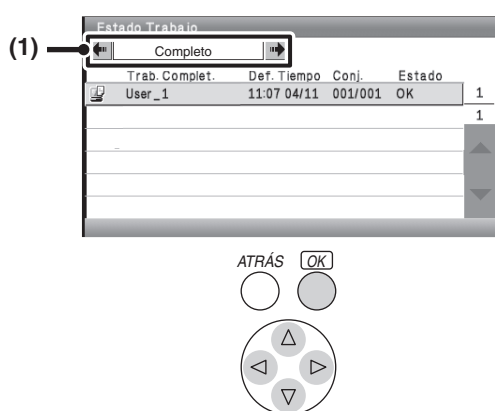 Estado Trabajo
(1) Completo
Trab. Complet. Def. Tiempo Conj. Estado
User_1 11:07 04/11 001/001 OK 1
1
ATRÁS OK